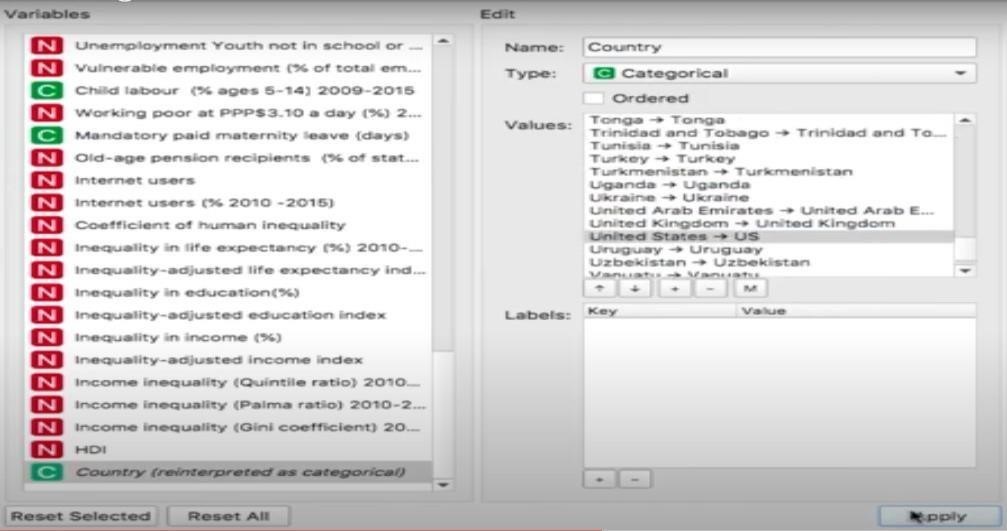 Variables
N Unemployment Youth not in school or ...
N Vulnerable employment (% of total em...
C Child labour (% ages 5-14) 2009-2015
N Working poor at PPP$3.10 a day (%) 2...
C Mandatory paid maternity leave (days)
N Old-age pension recipients (% of stat...
N Internet users
N Internet users (% 2010 -2015)
N Coefficient of human inequality
N Inequality in life expectancy (%) 2010-...
N Inequality-adjusted life expectancy ind...
N Inequality in education(%)
N Inequality-adjusted education index
N Inequality in income (%)
N Inequality-adjusted income index
N Income inequality (Quintile ratio) 2010...
N Income inequality (Palma ratio) 2010-2...
N Income inequality (Gini coefficient) 20...
N HDI
C Country (reinterpreted as categorical)
Reset Selected
Reset All
Edit
Name: Country
Type: C Categorical
Ordered
Values:
Tonga → Tonga
Trinidad and Tobago → Trinidad and To...
Tunisia → Tunisia
Turkey → Turkey
Turkmenistan → Turkmenistan
Uganda → Uganda
Ukraine → Ukraine
United Arab Emirates → United Arab E...
United Kingdom → United Kingdom
United States → US
Uruguay → Uruguay
Uzbekistan → Uzbekistan
Vanuatu → Vanuatu
↑ ↓ + - M
Labels:
Key Value
+ -
Apply